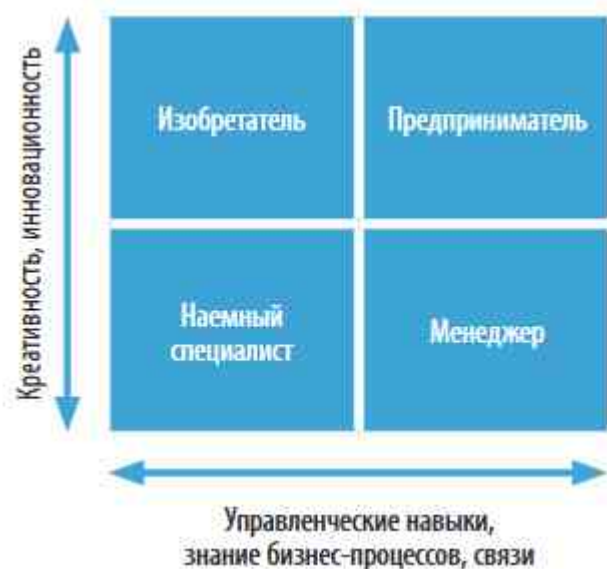 Креативность, инновационность
Изобретатель
Предприниматель
Наемный
специалист
Менеджер
Управленческие навыки,
знание бизнес-процессов, связи